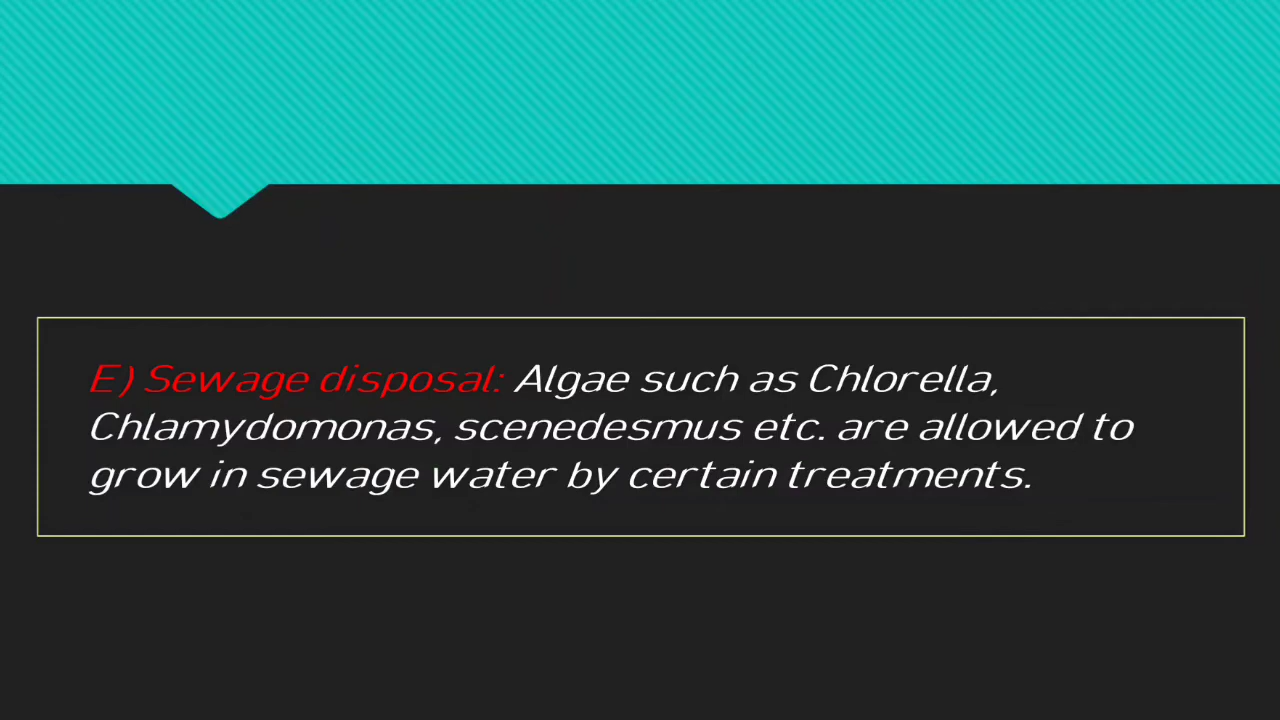 E) Sewage disposal: Algae such as Chlorella,
Chlamydomonas, scenedesmus etc. are allowed to
grow in sewage water by certain treatments.